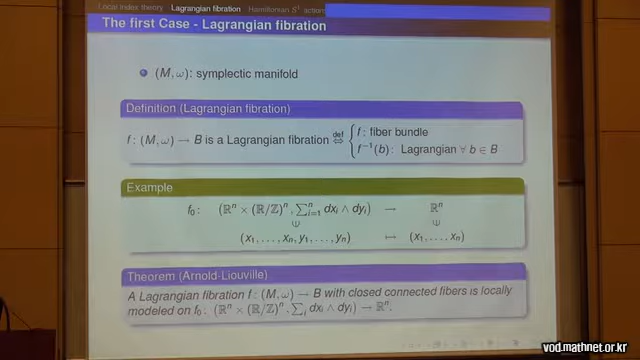 Local index theory Lagrangian fibration Hamiltonian S¹ action
The first Case - Lagrangian fibration
(M, ω): symplectic manifold
Definition (Lagrangian fibration)
f: (M, ω) → B is a Lagrangian fibration ⇔ def { f: fiber bundle
f⁻¹(b): Lagrangian ∀ b ∈ B
Example
f₀: (ℝⁿ × (ℝ/ℤ)ⁿ, ∑ⁿᵢ₌₁ dxᵢ ∧ dyᵢ) → ℝⁿ
(x₁, . . . , xₙ, y₁, . . . , yₙ) ↦ (x₁, . . . , xₙ)
Theorem (Arnold-Liouville)
A Lagrangian fibration f: (M, ω) → B with closed connected fibers is locally
modeled on f₀: (ℝⁿ × (ℝ/ℤ)ⁿ, ∑ᵢ dxᵢ ∧ dyᵢ) → ℝⁿ.
vod.mathnet.or.kr